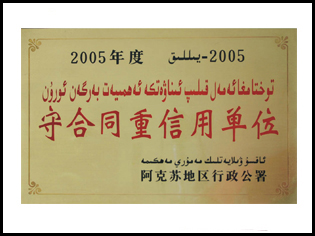 2005年度 2005-يىللىق
توختامغا ئەمەل قىلىپ ئىناۋەتكە ئەھمىيەت بەرگەن ئورۇن
守合同重信用单位
ئاقسۇ ۋىلايەتلىك مەمۇرىي مەھكىمە
阿克苏地区行政公署